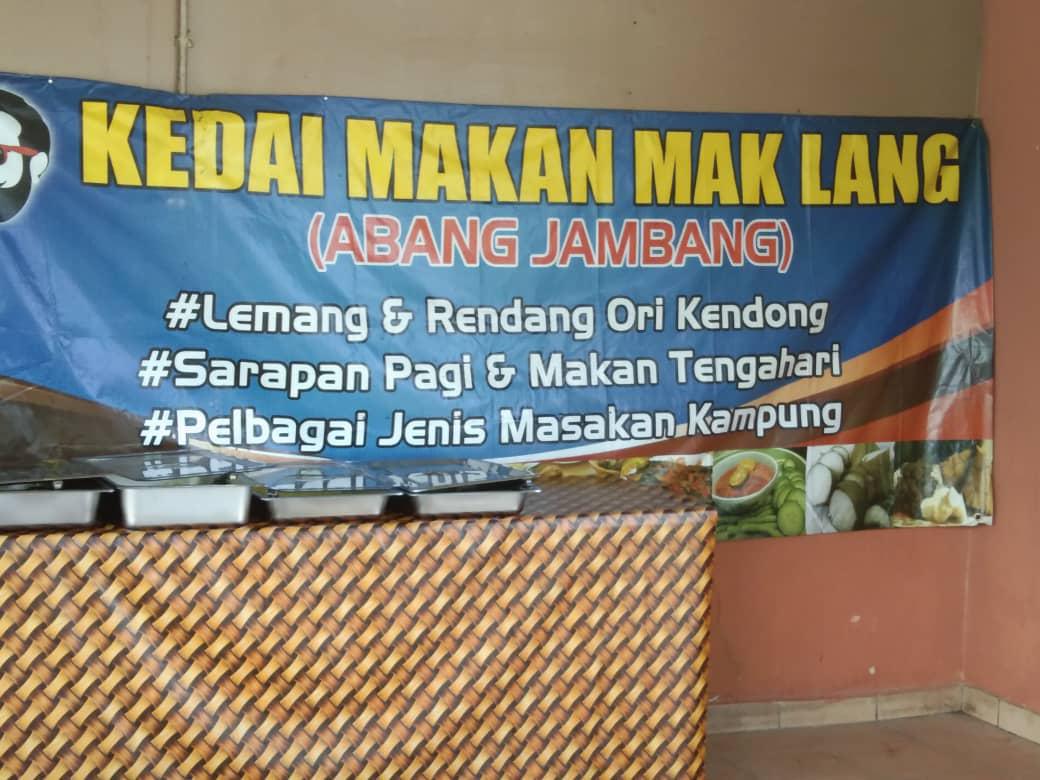 KEDAI MAKAN MAK LANG
(ABANG JAMBANG)
#Lemang & Rendang Ori Kendong
#Sarapan Pagi & Makan Tengahari
#Pelbagai Jenis Masakan Kampung